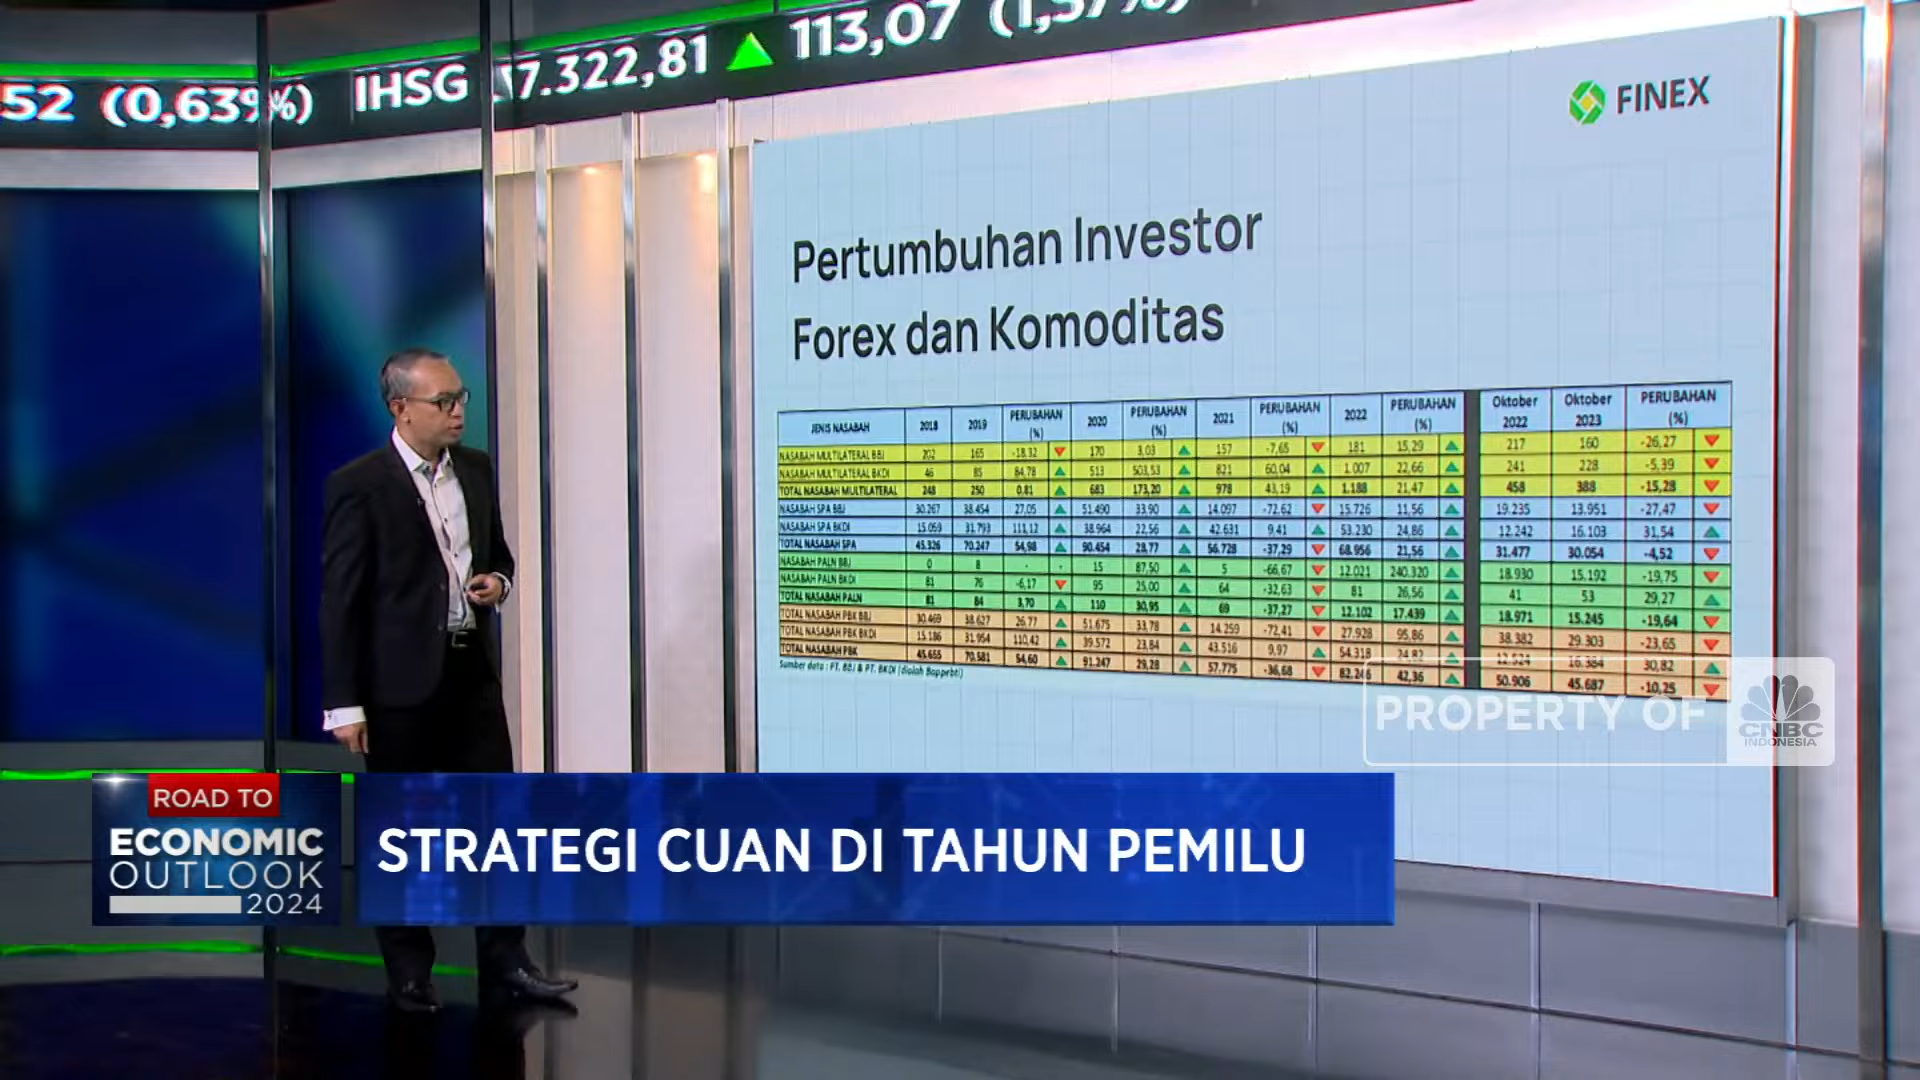 52 (0,63%)
IHSG 7.322,81 113,07 (1,57%)
FINEX
Pertumbuhan Investor
Forex dan Komoditas
JENIS NASABAH 2018 2019 PERUBAHAN (%) 2020 PERUBAHAN (%) 2021 PERUBAHAN (%) 2022 PERUBAHAN (%) Oktober 2022 Oktober 2023 PERUBAHAN (%)
NASABAH MULTILATERAL BBJ 202 165 -18,32 170 3,03 157 -7,65 181 15,29 217 160 -26,27
NASABAH MULTILATERAL BKDI 46 85 84,78 513 503,53 821 60,04 1.007 22,66 241 228 -5,39
TOTAL NASABAH MULTILATERAL 248 250 0,81 683 173,20 978 43,19 1.188 21,47 458 388 -15,28
NASABAH SPA BBJ 30.267 38.454 27,05 51.490 33,90 14.097 -72,62 15.726 11,56 19.235 13.951 -27,47
NASABAH SPA BKDI 15.059 31.793 111,12 38.964 22,56 42.631 9,41 53.230 24,86 12.242 16.103 31,54
TOTAL NASABAH SPA 45.326 70.247 54,98 90.454 28,77 56.728 -37,29 68.956 21,56 31.477 30.054 -4,52
NASABAH PALN BBJ 0 8 - - 15 87,50 5 -66,67 12.021 240.320 18.930 15.192 -19,75
NASABAH PALN BKDI 81 76 -6,17 95 25,00 64 -32,63 81 26,56 41 53 29,27
TOTAL NASABAH PALN 81 84 3,70 110 30,95 69 -37,27 12.102 17.439 18.971 15.245 -19,64
TOTAL NASABAH PBK BBJ 30.469 38.627 26,77 51.675 33,78 14.259 -72,41 27.928 95,86 38.382 29.303 -23,65
TOTAL NASABAH PBK BKDI 15.186 31.954 110,42 39.572 23,84 43.516 9,97 54.318 24,82 12.524 16.384 30,82
TOTAL NASABAH PBK 45.655 70.581 54,60 91.247 29,28 57.775 -36,68 82.246 42,36 50.906 45.687 -10,25
Sumber data : PT. BBJ & PT. BKDI (diolah Bappebti)
PROPERTY OF CNBC INDONESIA
ROAD TO
ECONOMIC
OUTLOOK
2024
STRATEGI CUAN DI TAHUN PEMILU